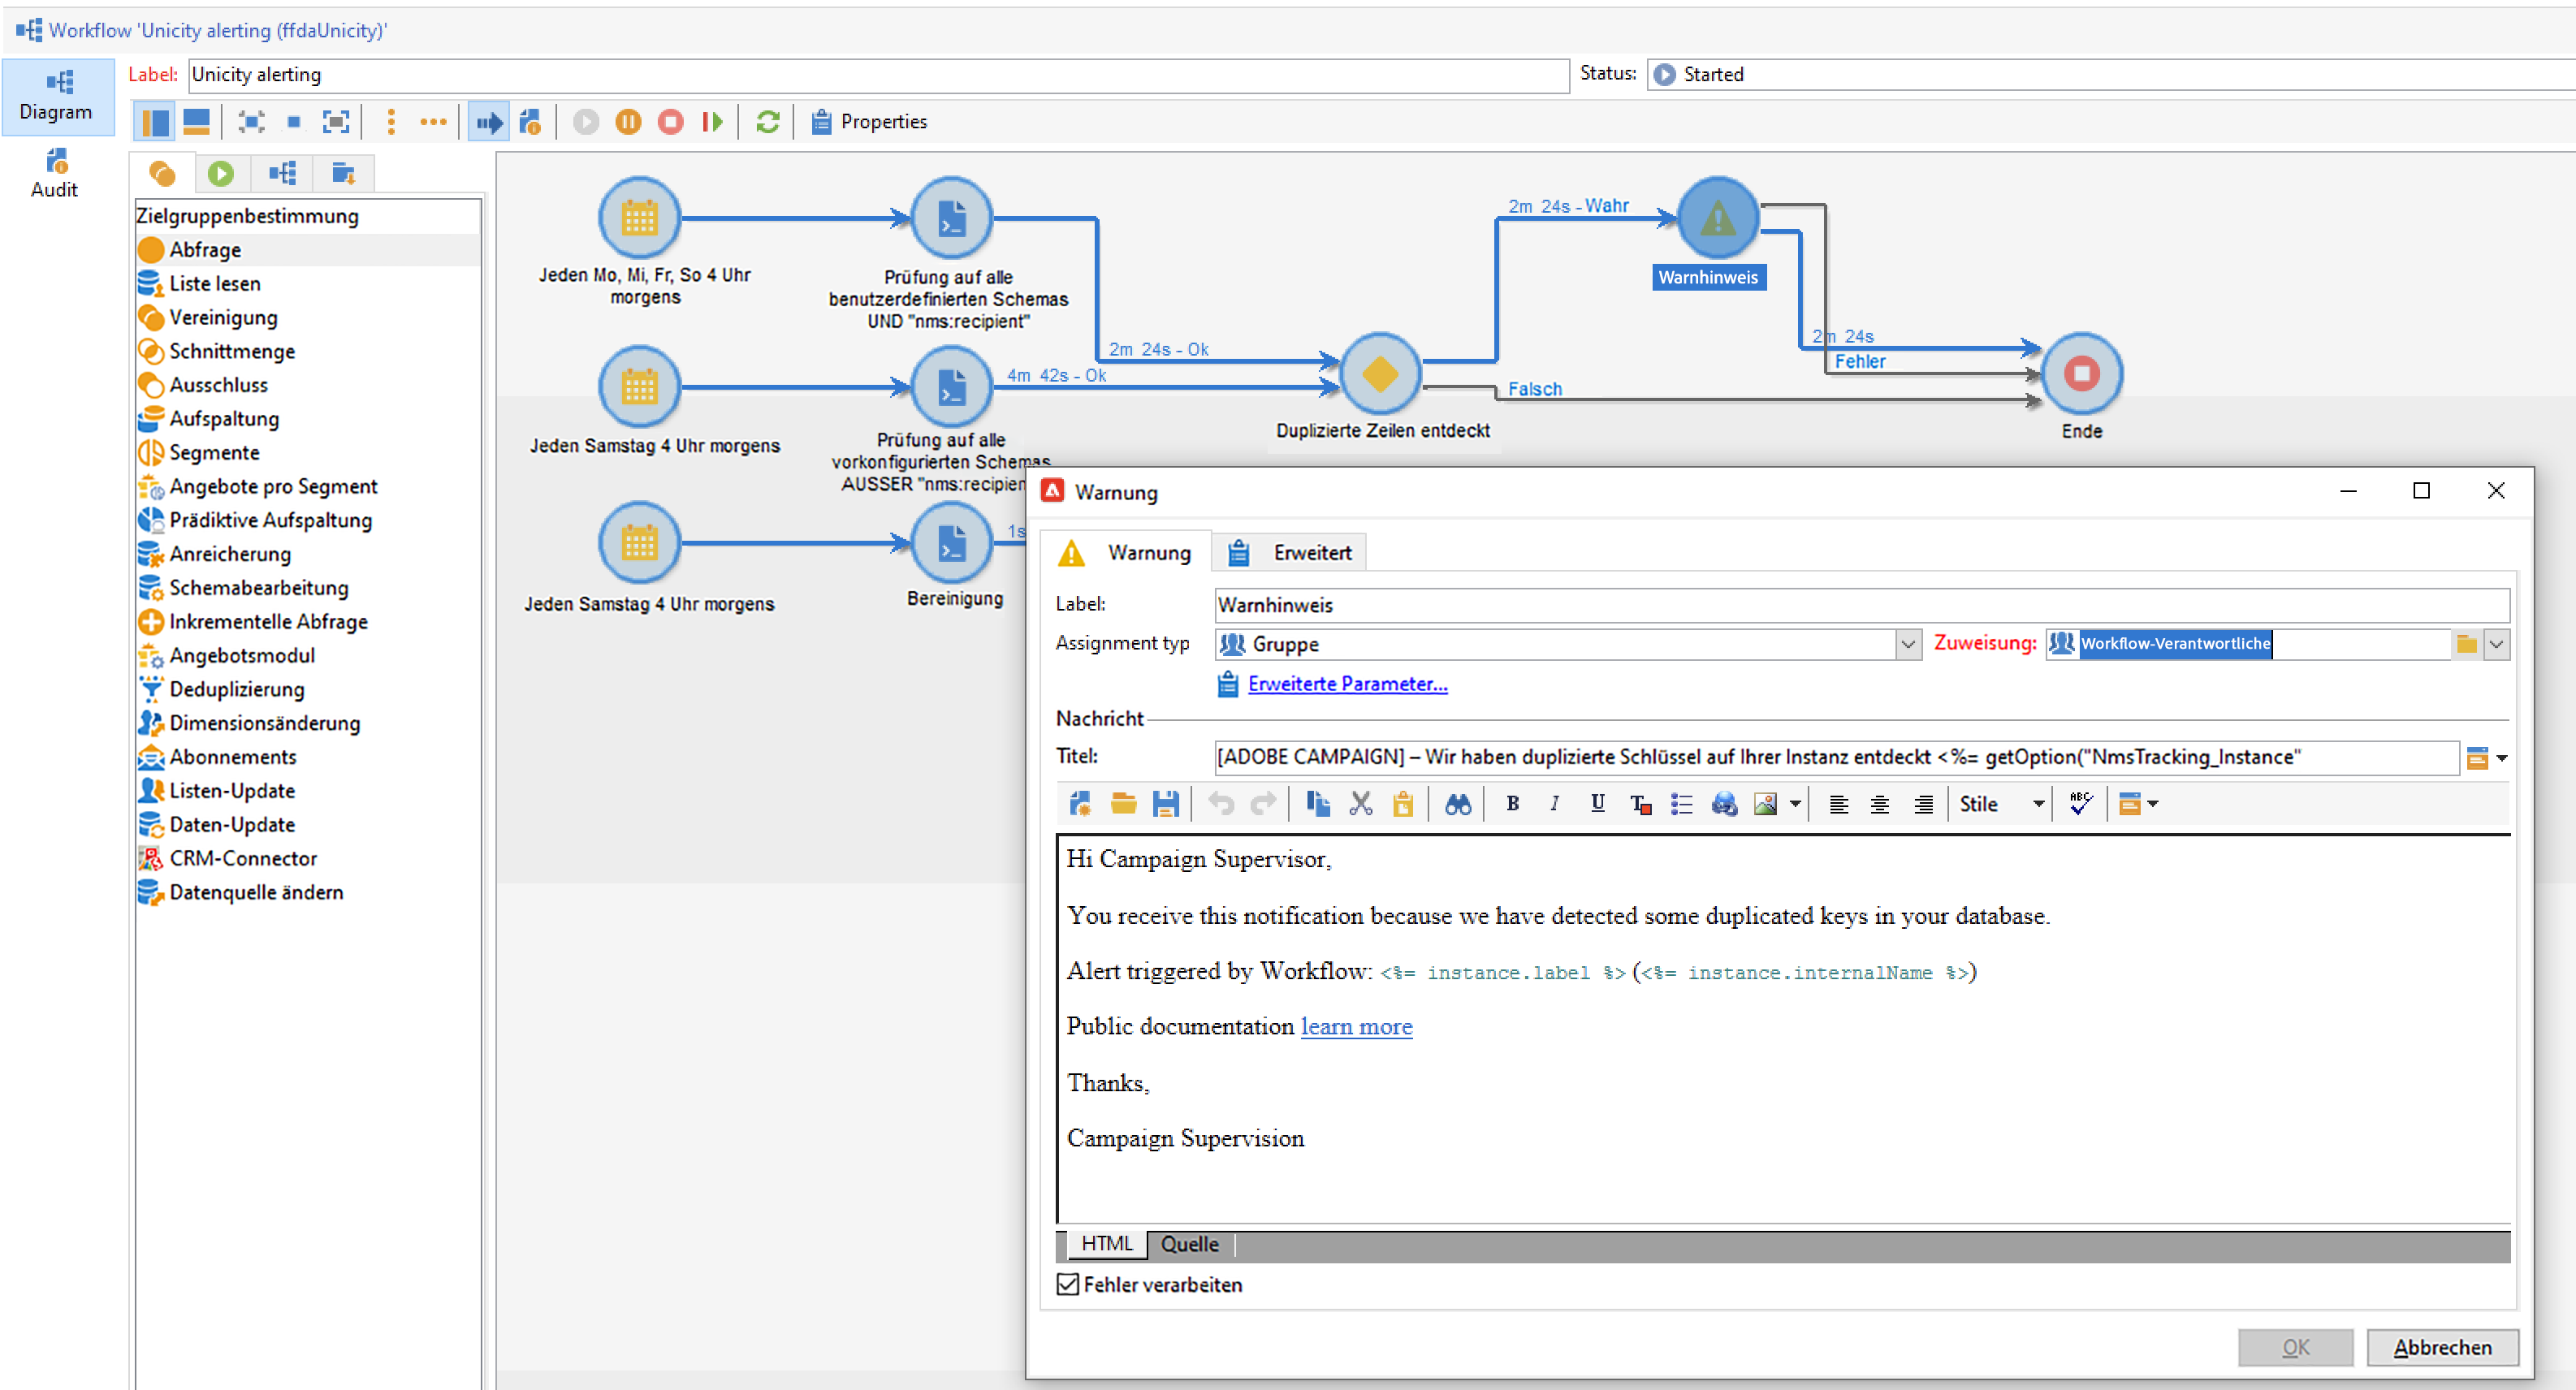 Workflow 'Unicity alerting (ffdaUnicity)'
Diagram
Audit
Label: Unicity alerting
Status: Started
Properties
Zielgruppenbestimmung
Abfrage
Liste lesen
Vereinigung
Schnittmenge
Ausschluss
Aufspaltung
Segmente
Angebote pro Segment
Prädiktive Aufspaltung
Anreicherung
Schemabearbeitung
Inkrementelle Abfrage
Angebotsmodul
Deduplizierung
Dimensionsänderung
Abonnements
Listen-Update
Daten-Update
CRM-Connector
Datenquelle ändern
Jeden Mo, Mi, Fr, So 4 Uhr
morgens
Prüfung auf alle
benutzerdefinierten Schemas
UND "nms:recipient"
2m 24s - Ok
2m 24s - Wahr
Warnhinweis
2m 24s
Fehler
Jeden Samstag 4 Uhr morgens
Prüfung auf alle
vorkonfigurierten Schemas
AUSSER "nms:recipien
4m 42s - Ok
Duplizierte Zeilen entdeckt
Falsch
Ende
Jeden Samstag 4 Uhr morgens
Bereinigung
1s
Warnung
Warnung
Erweitert
Label: Warnhinweis
Assignment typ Gruppe
Zuweisung: Workflow-Verantwortliche
Erweiterte Parameter...
Nachricht
Titel: [ADOBE CAMPAIGN] – Wir haben duplizierte Schlüssel auf Ihrer Instanz entdeckt <%= getOption("NmsTracking_Instance"
B I U T Stile ABC
Hi Campaign Supervisor,
You receive this notification because we have detected some duplicated keys in your database.
Alert triggered by Workflow: <%= instance.label %> (<%= instance.internalName %>)
Public documentation learn more
Thanks,
Campaign Supervision
HTML Quelle
Fehler verarbeiten
OK Abbrechen